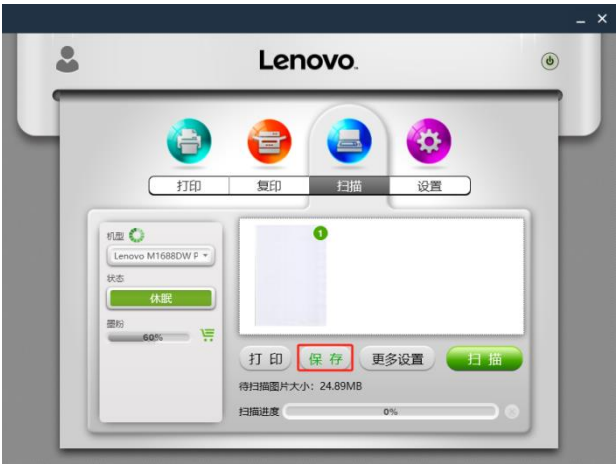 Lenovo
打印
复印
扫描
设置
机型
Lenovo M1688DW P
状态
休眠
墨粉
60%
1
打 印
保 存
更多设置
扫 描
待扫描图片大小: 24.89MB
扫描进度
0%